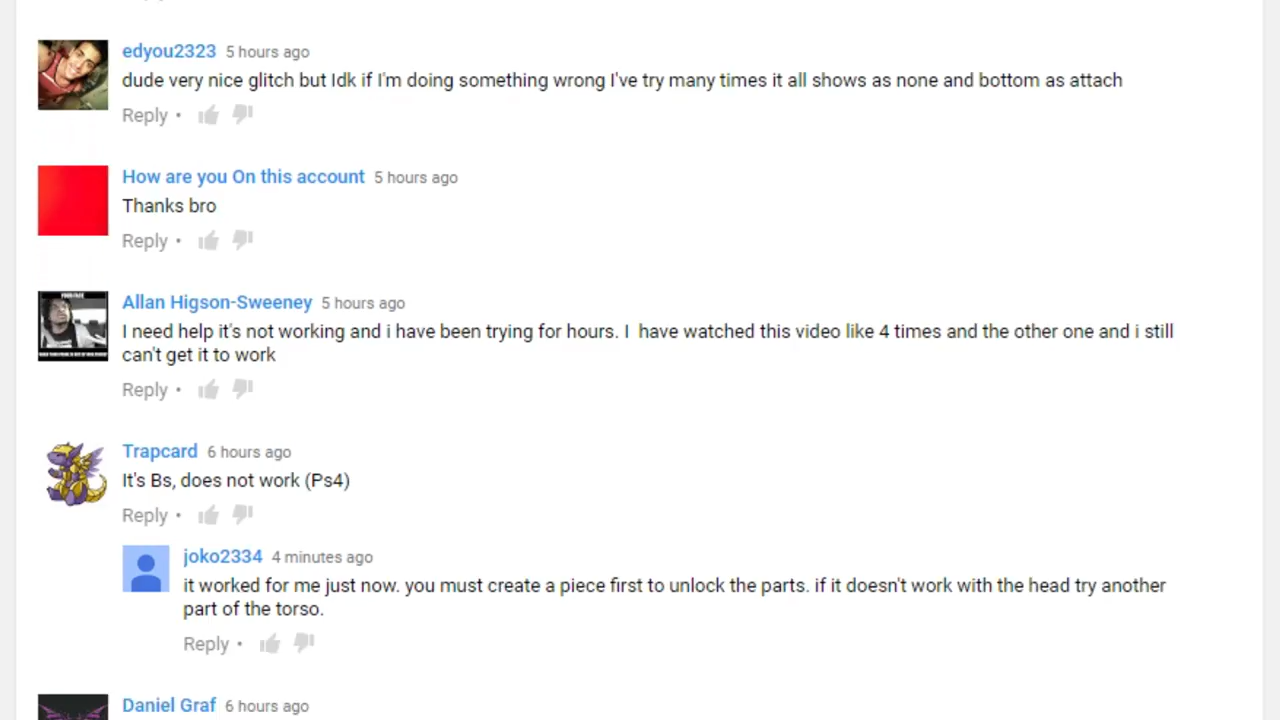 edyou2323 5 hours ago
dude very nice glitch but Idk if I'm doing something wrong I've try many times it all shows as none and bottom as attach
Reply •
How are you On this account 5 hours ago
Thanks bro
Reply •
Allan Higson-Sweeney 5 hours ago
I need help it's not working and i have been trying for hours. I  have watched this video like 4 times and the other one and i still
can't get it to work
Reply •
Trapcard 6 hours ago
It's Bs, does not work (Ps4)
Reply •
joko2334 4 minutes ago
it worked for me just now. you must create a piece first to unlock the parts. if it doesn't work with the head try another
part of the torso.
Reply •
Daniel Graf 6 hours ago